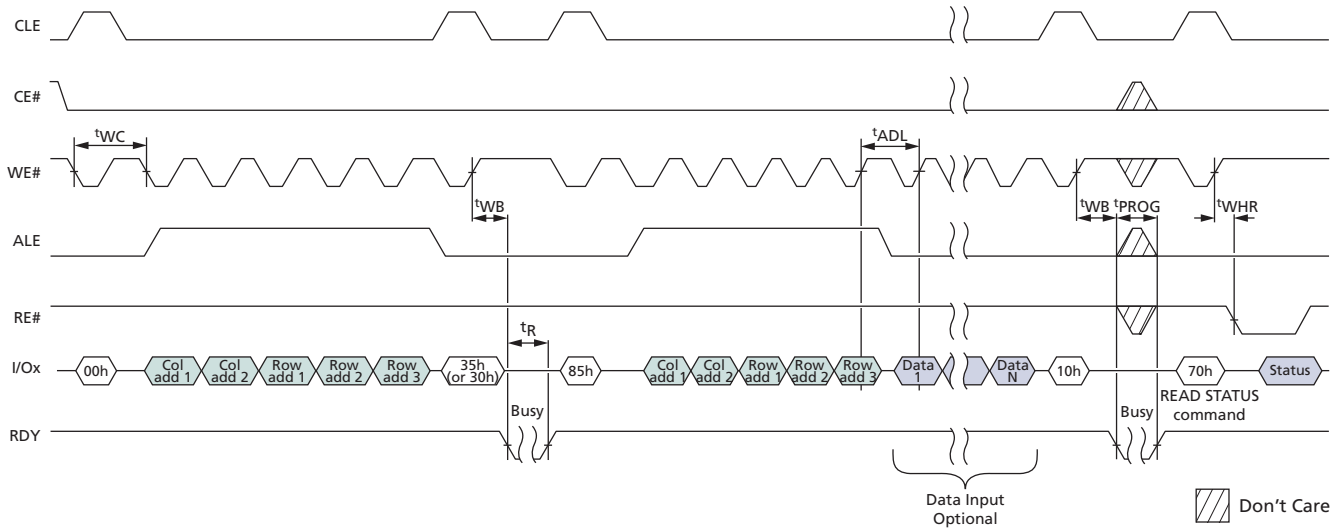 CLE
CE#
tWC
tADL
WE#
tWB
tWB
tPROG
tWHR
ALE
RE#
tR
I/Ox
00h
Col add 1
Col add 2
Row add 1
Row add 2
Row add 3
35h (or 30h)
85h
Col add 1
Col add 2
Row add 1
Row add 2
Row add 3
Data 1
Data N
10h
70h
Status
READ STATUS
command
Busy
Busy
RDY
Data Input
Optional
Don't Care